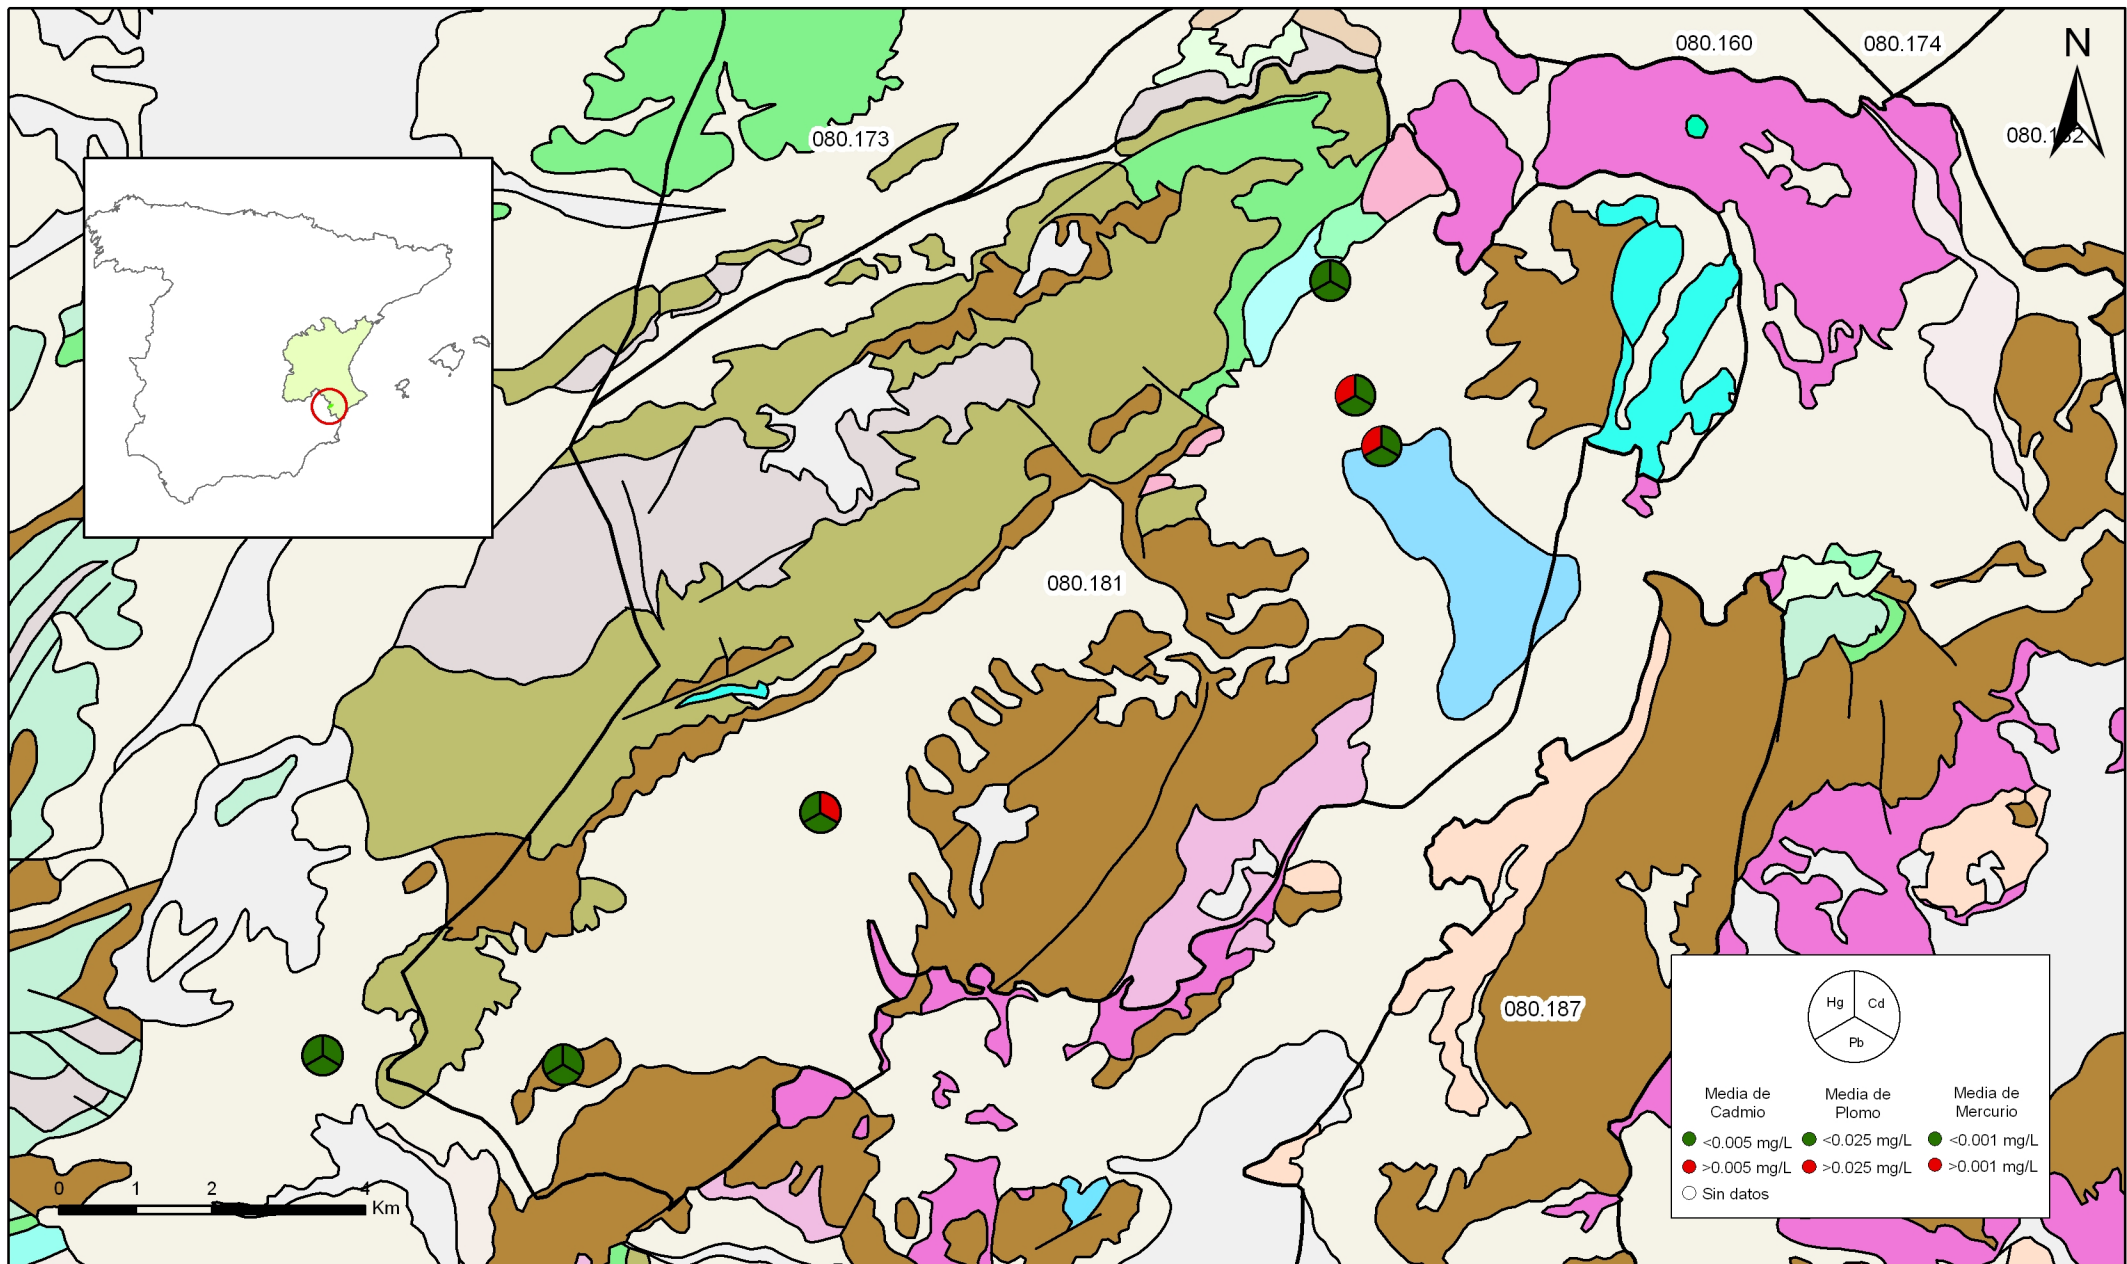 080.160
080.174
N
080.173
080.181
080.187
Hg
Cd
Pb
Media de
Cadmio
Media de
Plomo
Media de
Mercurio
<0.005 mg/L
<0.025 mg/L
<0.001 mg/L
>0.005 mg/L
>0.025 mg/L
>0.001 mg/L
Sin datos
0
1
2
4
Km